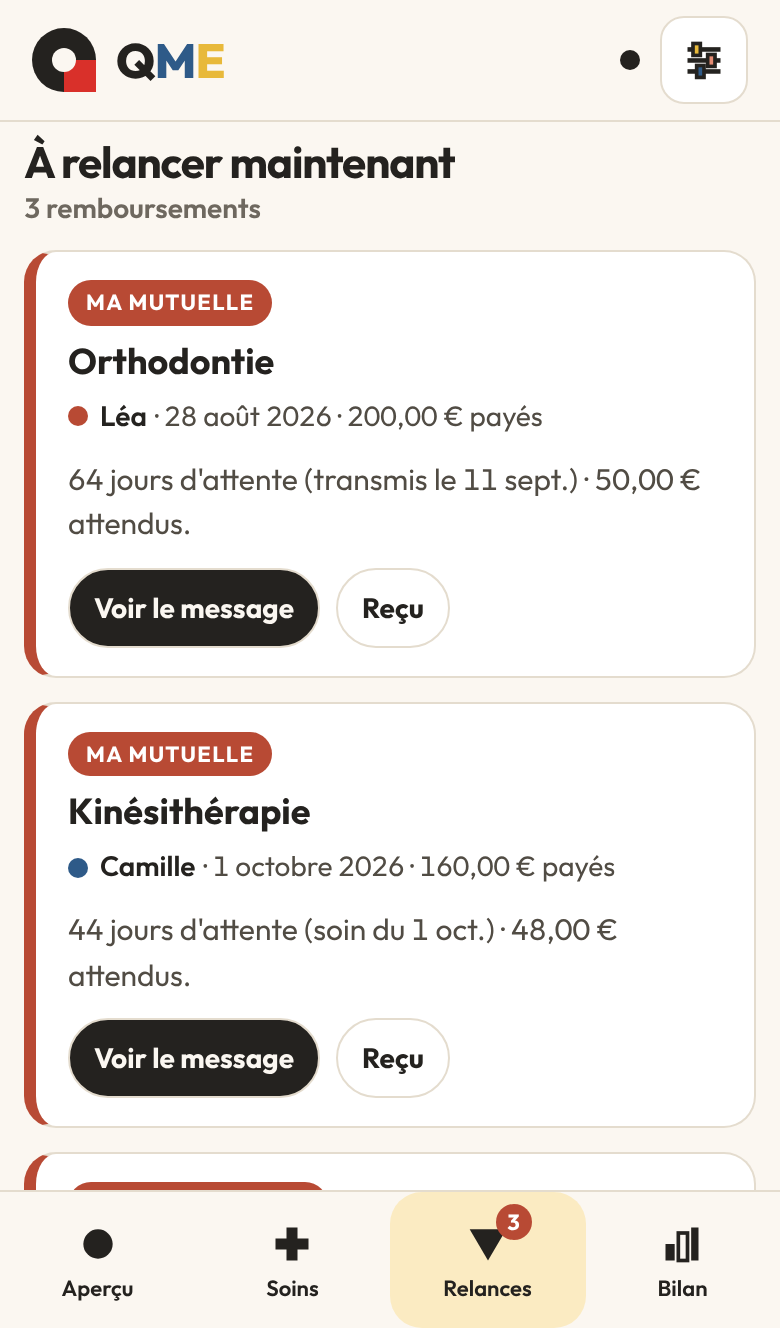 QME
À relancer maintenant
3 remboursements
MA MUTUELLE
Orthodontie
Léa · 28 août 2026 · 200,00 € payés
64 jours d'attente (transmis le 11 sept.) · 50,00 €
attendus.
Voir le message
Reçu
MA MUTUELLE
Kinésithérapie
Camille · 1 octobre 2026 · 160,00 € payés
44 jours d'attente (soin du 1 oct.) · 48,00 €
attendus.
Voir le message
Reçu
3
Aperçu
Soins
Relances
Bilan